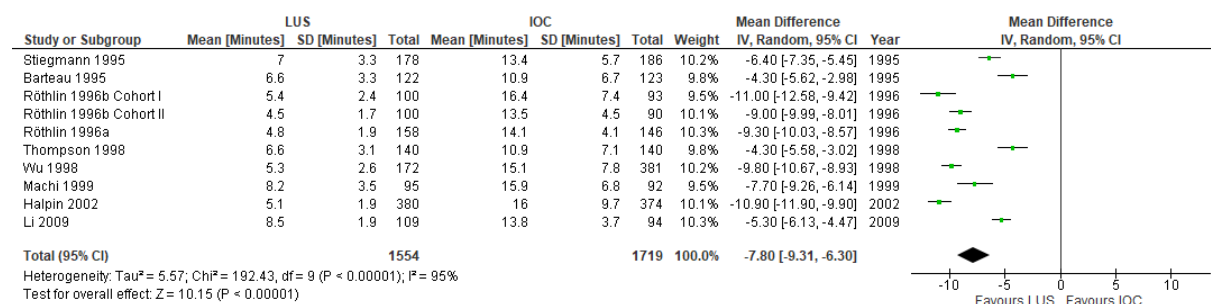 LUS IOC Mean Difference Mean Difference
Study or Subgroup Mean [Minutes] SD [Minutes] Total Mean [Minutes] SD [Minutes] Total Weight IV, Random, 95% CI Year IV, Random, 95% CI
Stiegmann 1995 7 3.3 178 13.4 5.7 186 10.2% -6.40 [-7.35, -5.45] 1995
Barteau 1995 6.6 3.3 122 10.9 6.7 123 9.8% -4.30 [-5.62, -2.98] 1995
Röthlin 1996b Cohort I 5.4 2.4 100 16.4 7.4 93 9.5% -11.00 [-12.58, -9.42] 1996
Röthlin 1996b Cohort II 4.5 1.7 100 13.5 4.5 90 10.1% -9.00 [-9.99, -8.01] 1996
Röthlin 1996a 4.8 1.9 158 14.1 4.1 146 10.3% -9.30 [-10.03, -8.57] 1996
Thompson 1998 6.6 3.1 140 10.9 7.1 140 9.8% -4.30 [-5.58, -3.02] 1998
Wu 1998 5.3 2.6 172 15.1 7.8 381 10.2% -9.80 [-10.67, -8.93] 1998
Machi 1999 8.2 3.5 95 15.9 6.8 92 9.5% -7.70 [-9.26, -6.14] 1999
Halpin 2002 5.1 1.9 380 16 9.7 374 10.1% -10.90 [-11.90, -9.90] 2002
Li 2009 8.5 1.9 109 13.8 3.7 94 10.3% -5.30 [-6.13, -4.47] 2009
Total (95% CI) 1554 1719 100.0% -7.80 [-9.31, -6.30]
Heterogeneity: Tau² = 5.57; Chi² = 192.43, df = 9 (P < 0.00001); I² = 95%
Test for overall effect: Z = 10.15 (P < 0.00001)
-10 -5 0 5 10
Favours LUS Favours IOC